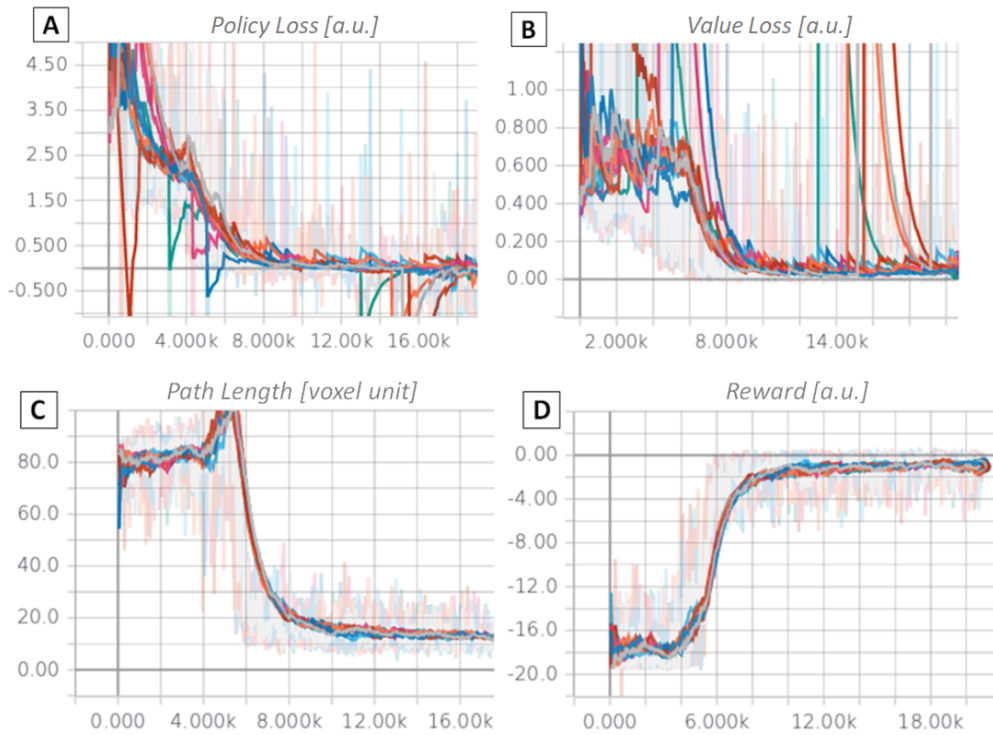 A Policy Loss [a.u.]
4.50
3.50
2.50
1.50
0.500
-0.500
0.000 4.000k 8.000k 12.00k 16.00k
B Value Loss [a.u.]
1.00
0.800
0.600
0.400
0.200
0.00
2.000k 8.000k 14.00k
C Path Length [voxel unit]
80.0
60.0
40.0
20.0
0.00
0.000 4.000k 8.000k 12.00k 16.00k
D Reward [a.u.]
0.00
-4.00
-8.00
-12.0
-16.0
-20.0
0.000 6.000k 12.00k 18.00k